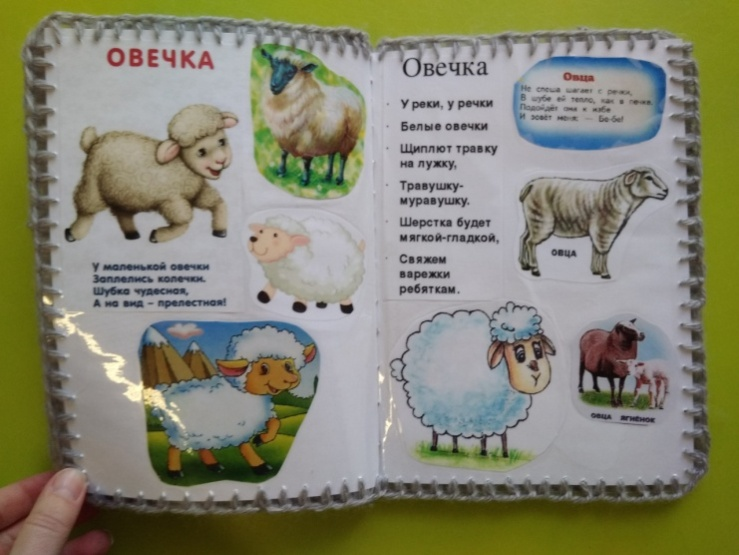 ОВЕЧКА
У маленькой овечки
Заплелись колечки.
Шубка чудесная,
А на вид – прелестная!
Овечка
У реки, у речки
Белые овечки
Щиплют травку
на лужку,
Травушку-
муравушку.
Шерстка будет
мягкой-гладкой,
Свяжем
варежки
ребяткам.
Овца
Не спеша шагает с речки,
В шубе ей тепло, как в печке.
Подойдёт она к избе
И зовёт меня: — Бе-бе!
ОВЦА
ОВЦА ЯГНЁНОК